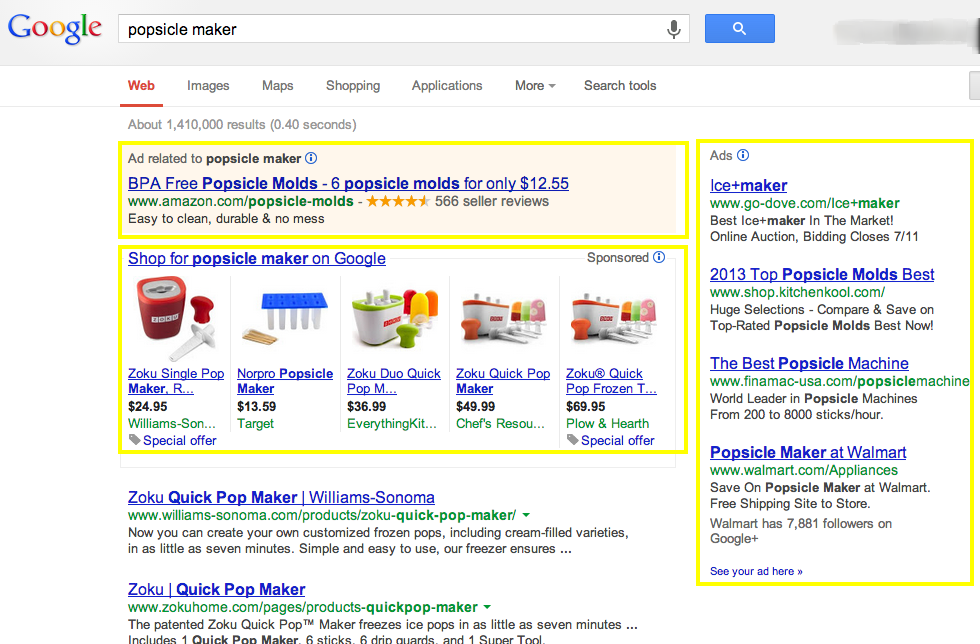 Google
popsicle maker
Web Images Maps Shopping Applications More Search tools
About 1,410,000 results (0.40 seconds)
Ad related to popsicle maker
BPA Free Popsicle Molds - 6 popsicle molds for only $12.55
www.amazon.com/popsicle-molds - 566 seller reviews
Easy to clean, durable & no mess
Shop for popsicle maker on Google
Sponsored
ZOKU
Zoku Single Pop
Maker, R...
$24.95
Williams-Son...
Special offer
Norpro Popsicle
Maker
$13.59
Target
Zoku Duo Quick
Pop M...
$36.99
EverythingKit...
Zoku Quick Pop
Maker
$49.99
Chef's Resou...
Zoku® Quick
Pop Frozen T...
$69.95
Plow & Hearth
Special offer
Zoku Quick Pop Maker | Williams-Sonoma
www.williams-sonoma.com/products/zoku-quick-pop-maker/
Now you can create your own customized frozen pops, including cream-filled varieties,
in as little as seven minutes. Simple and easy to use, our freezer ensures ...
Zoku | Quick Pop Maker
www.zokuhome.com/pages/products-quickpop-maker
The patented Zoku Quick Pop™ Maker freezes ice pops in as little as seven minutes ...
Includes 1 Quick Pop Maker, 6 sticks, 6 drip guards, and 1 Super Tool.
Ads
Ice+maker
www.go-dove.com/Ice+maker
Best Ice+maker In The Market!
Online Auction, Bidding Closes 7/11
2013 Top Popsicle Molds Best
www.shop.kitchenkool.com/
Huge Selections - Compare & Save on
Top-Rated Popsicle Molds Best Now!
The Best Popsicle Machine
www.finamac-usa.com/popsiclemachine
World Leader in Popsicle Machines
From 200 to 8000 sticks/hour.
Popsicle Maker at Walmart
www.walmart.com/Appliances
Save On Popsicle Maker at Walmart.
Free Shipping Site to Store.
Walmart has 7,881 followers on
Google+
See your ad here »